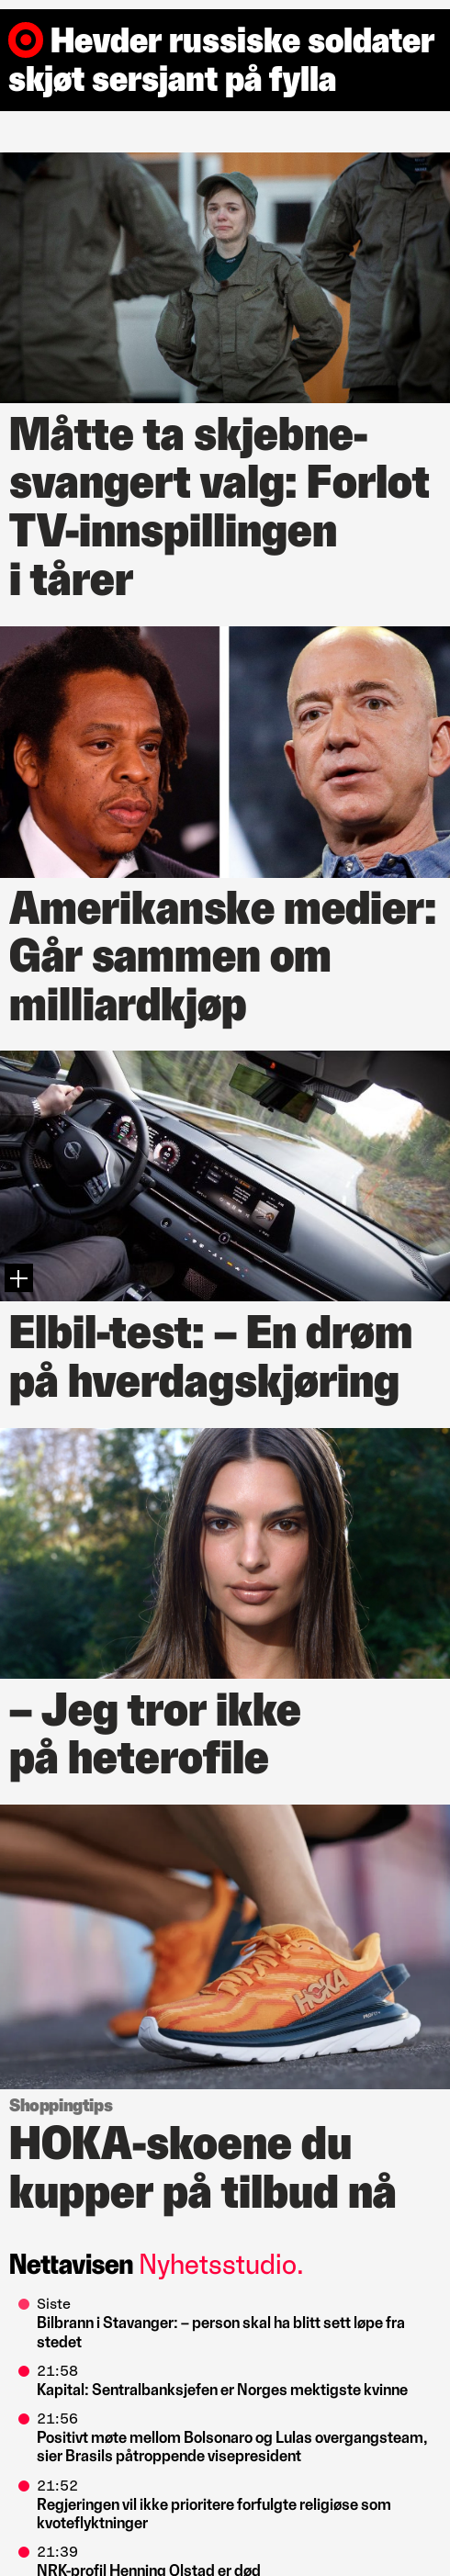 Hevder russiske soldater
skjøt sersjant på fylla
Måtte ta skjebne-
svangert valg: Forlot
TV-innspillingen
i tårer
Amerikanske medier:
Går sammen om
milliardkjøp
Elbil-test: – En drøm
på hverdagskjøring
– Jeg tror ikke
på heterofile
HOKA
Shoppingtips
HOKA-skoene du
kupper på tilbud nå
Nettavisen Nyhetsstudio.
Siste
Bilbrann i Stavanger: – person skal ha blitt sett løpe fra
stedet
21:58
Kapital: Sentralbanksjefen er Norges mektigste kvinne
21:56
Positivt møte mellom Bolsonaro og Lulas overgangsteam,
sier Brasils påtroppende visepresident
21:52
Regjeringen vil ikke prioritere forfulgte religiøse som
kvoteflyktninger
21:39
NRK-profil Henning Olstad er død